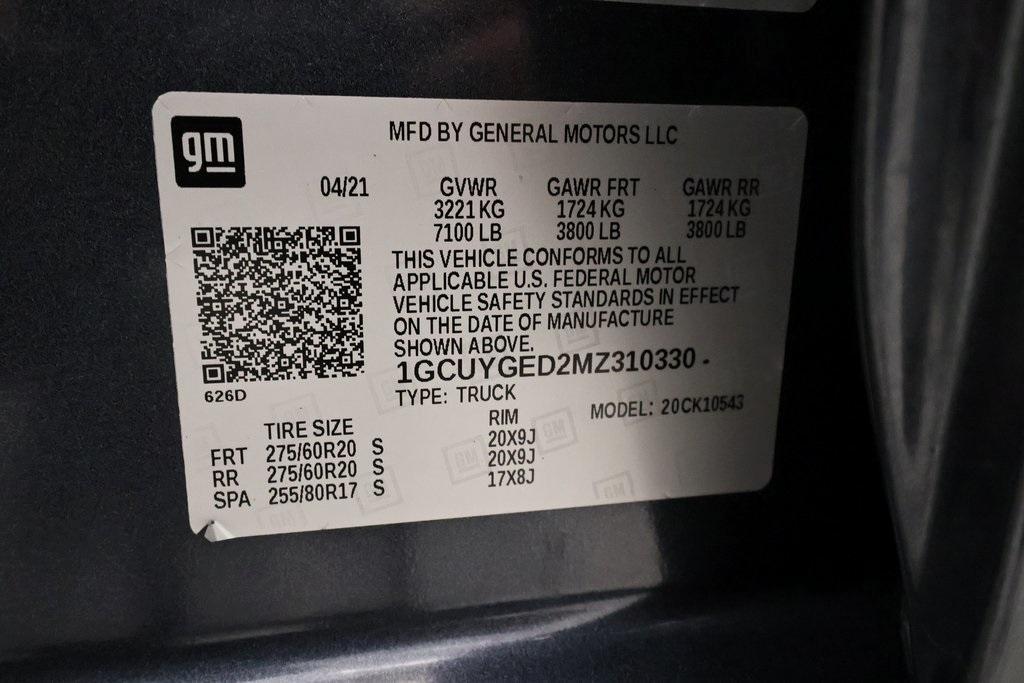 gm
MFD BY GENERAL MOTORS LLC
04/21 GVWR GAWR FRT GAWR RR
3221 KG 1724 KG 1724 KG
7100 LB 3800 LB 3800 LB
THIS VEHICLE CONFORMS TO ALL
APPLICABLE U.S. FEDERAL MOTOR
VEHICLE SAFETY STANDARDS IN EFFECT
ON THE DATE OF MANUFACTURE
SHOWN ABOVE.
1GCUYGED2MZ310330 -
626D
TYPE: TRUCK
MODEL: 20CK10543
TIRE SIZE RIM
FRT 275/60R20 S 20X9J
RR 275/60R20 S 20X9J
SPA 255/80R17 S 17X8J